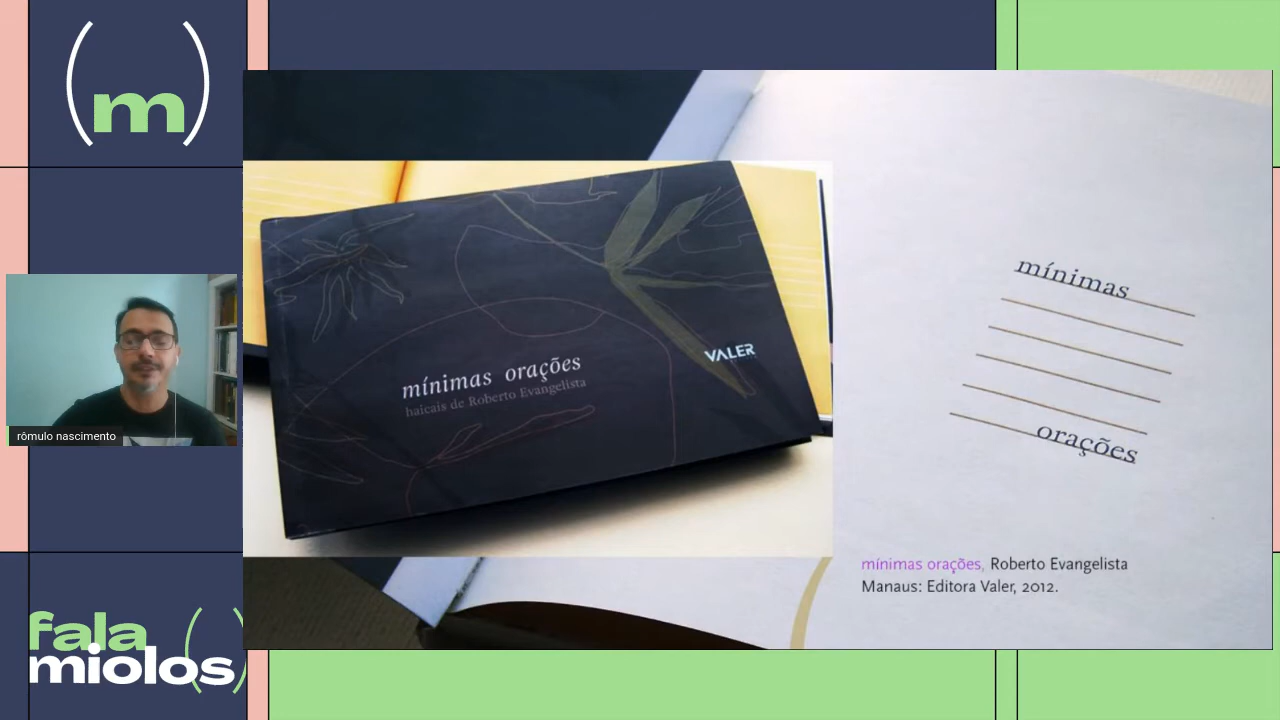 (m)
rômulo nascimento
fala
miolos()
mínimas orações
haicais de Roberto Evangelista
VALER
mínimas
orações
mínimas orações, Roberto Evangelista
Manaus: Editora Valer, 2012.